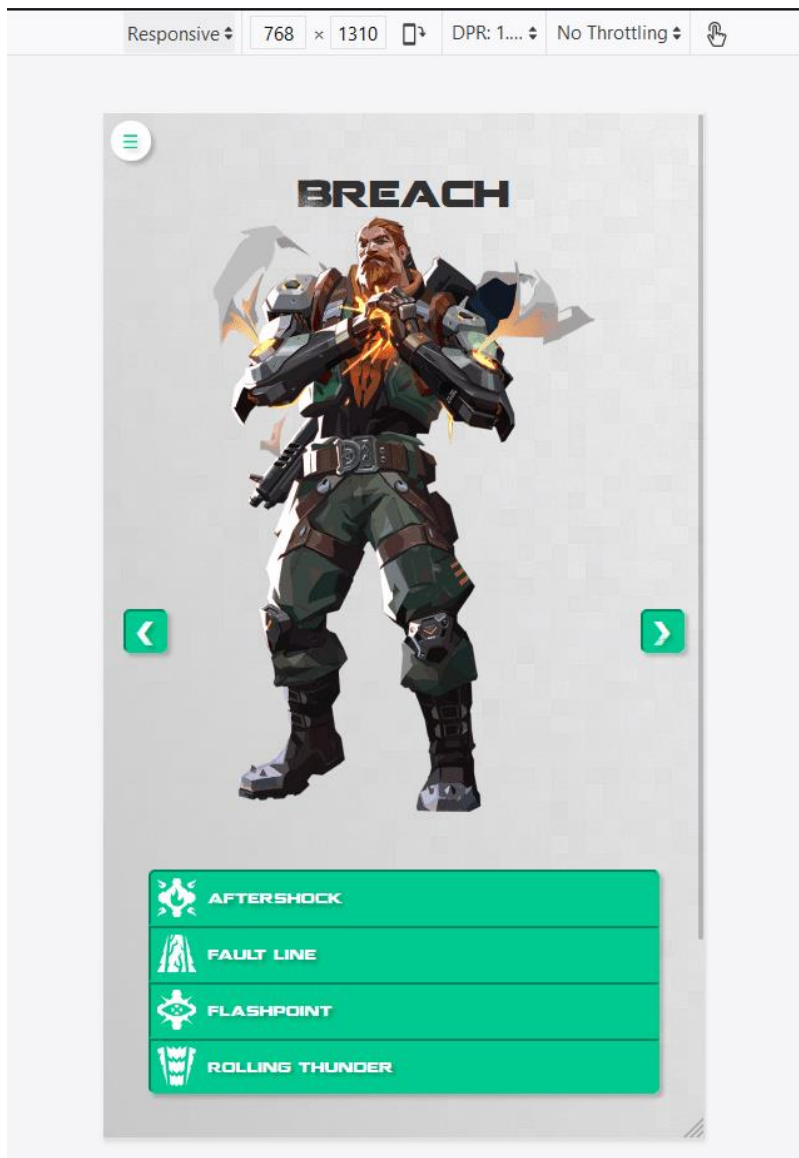 Responsive 768 × 1310 DPR: 1.... No Throttling
BREACH
AFTERSHOCK
FAULT LINE
FLASHPOINT
ROLLING THUNDER